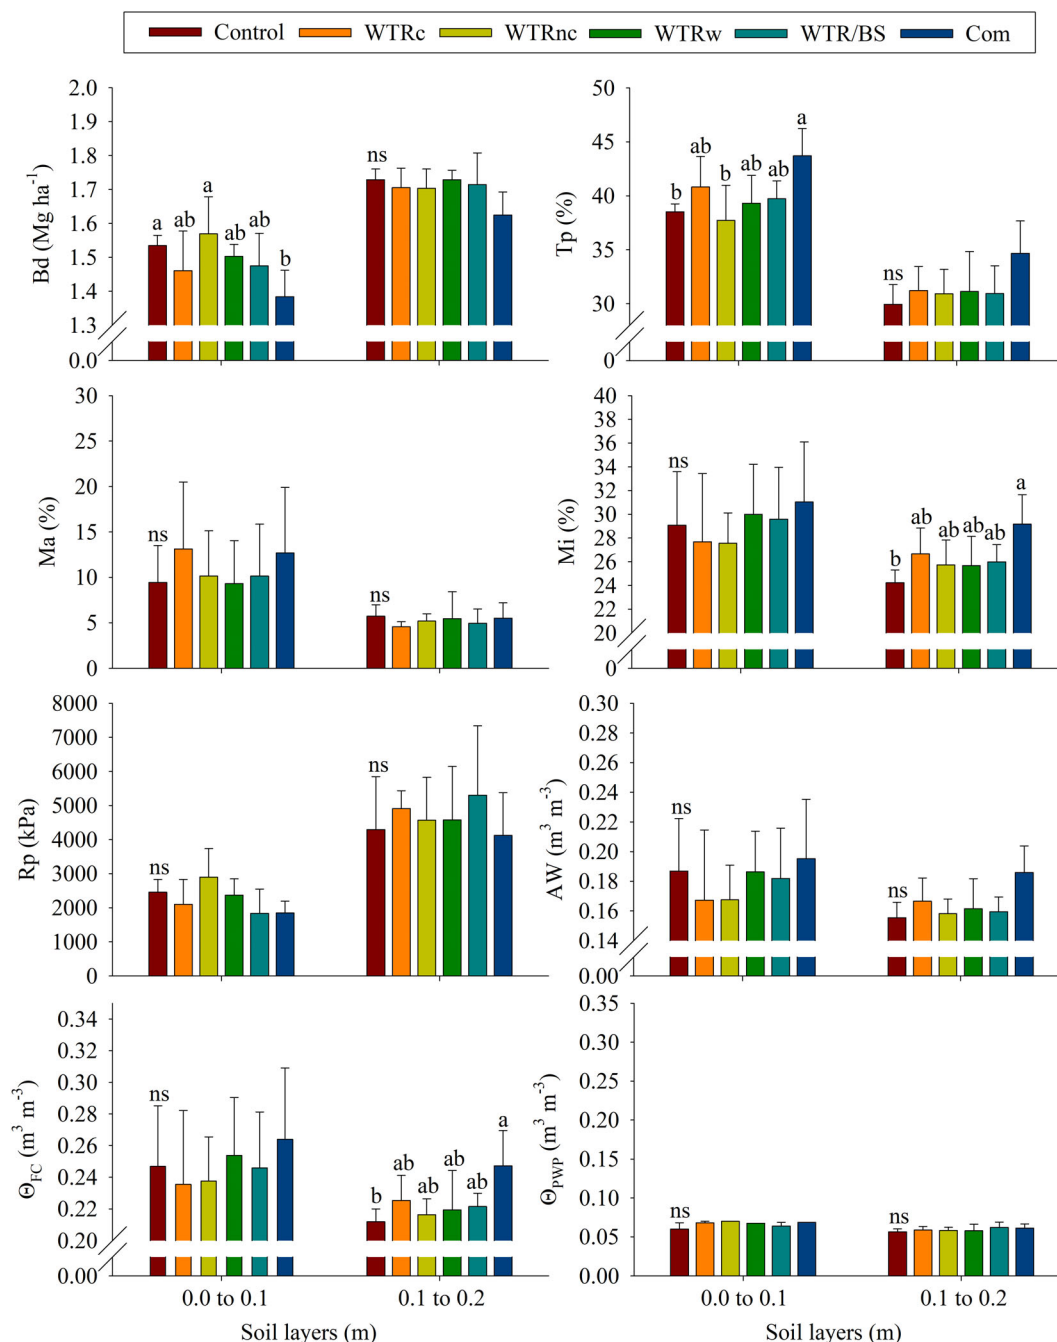 Control WTRc WTRnc WTRw WTR/BS Com
Bd (Mg ha⁻¹)
2.0
1.9
1.8
1.7
1.6
1.5
1.4
1.3
0.0
a ab a ab ab b
ns
Tp (%)
50
45
40
35
30
0
b ab b ab ab a
ns
Ma (%)
30
25
20
15
10
5
0
ns
ns
Mi (%)
40
38
36
34
32
30
28
26
24
22
20
0
ns
b ab ab ab ab a
Rp (kPa)
8000
7000
6000
5000
4000
3000
2000
1000
0
ns
ns
AW (m³ m⁻³)
0.30
0.28
0.26
0.24
0.22
0.20
0.18
0.16
0.14
0.00
ns
ns
Θ_FC (m³ m⁻³)
0.34
0.32
0.30
0.28
0.26
0.24
0.22
0.20
0.00
ns
b ab ab ab ab a
0.0 to 0.1 0.1 to 0.2
Soil layers (m)
Θ_PWP (m³ m⁻³)
0.35
0.30
0.25
0.20
0.15
0.10
0.05
0.00
ns
ns
0.0 to 0.1 0.1 to 0.2
Soil layers (m)